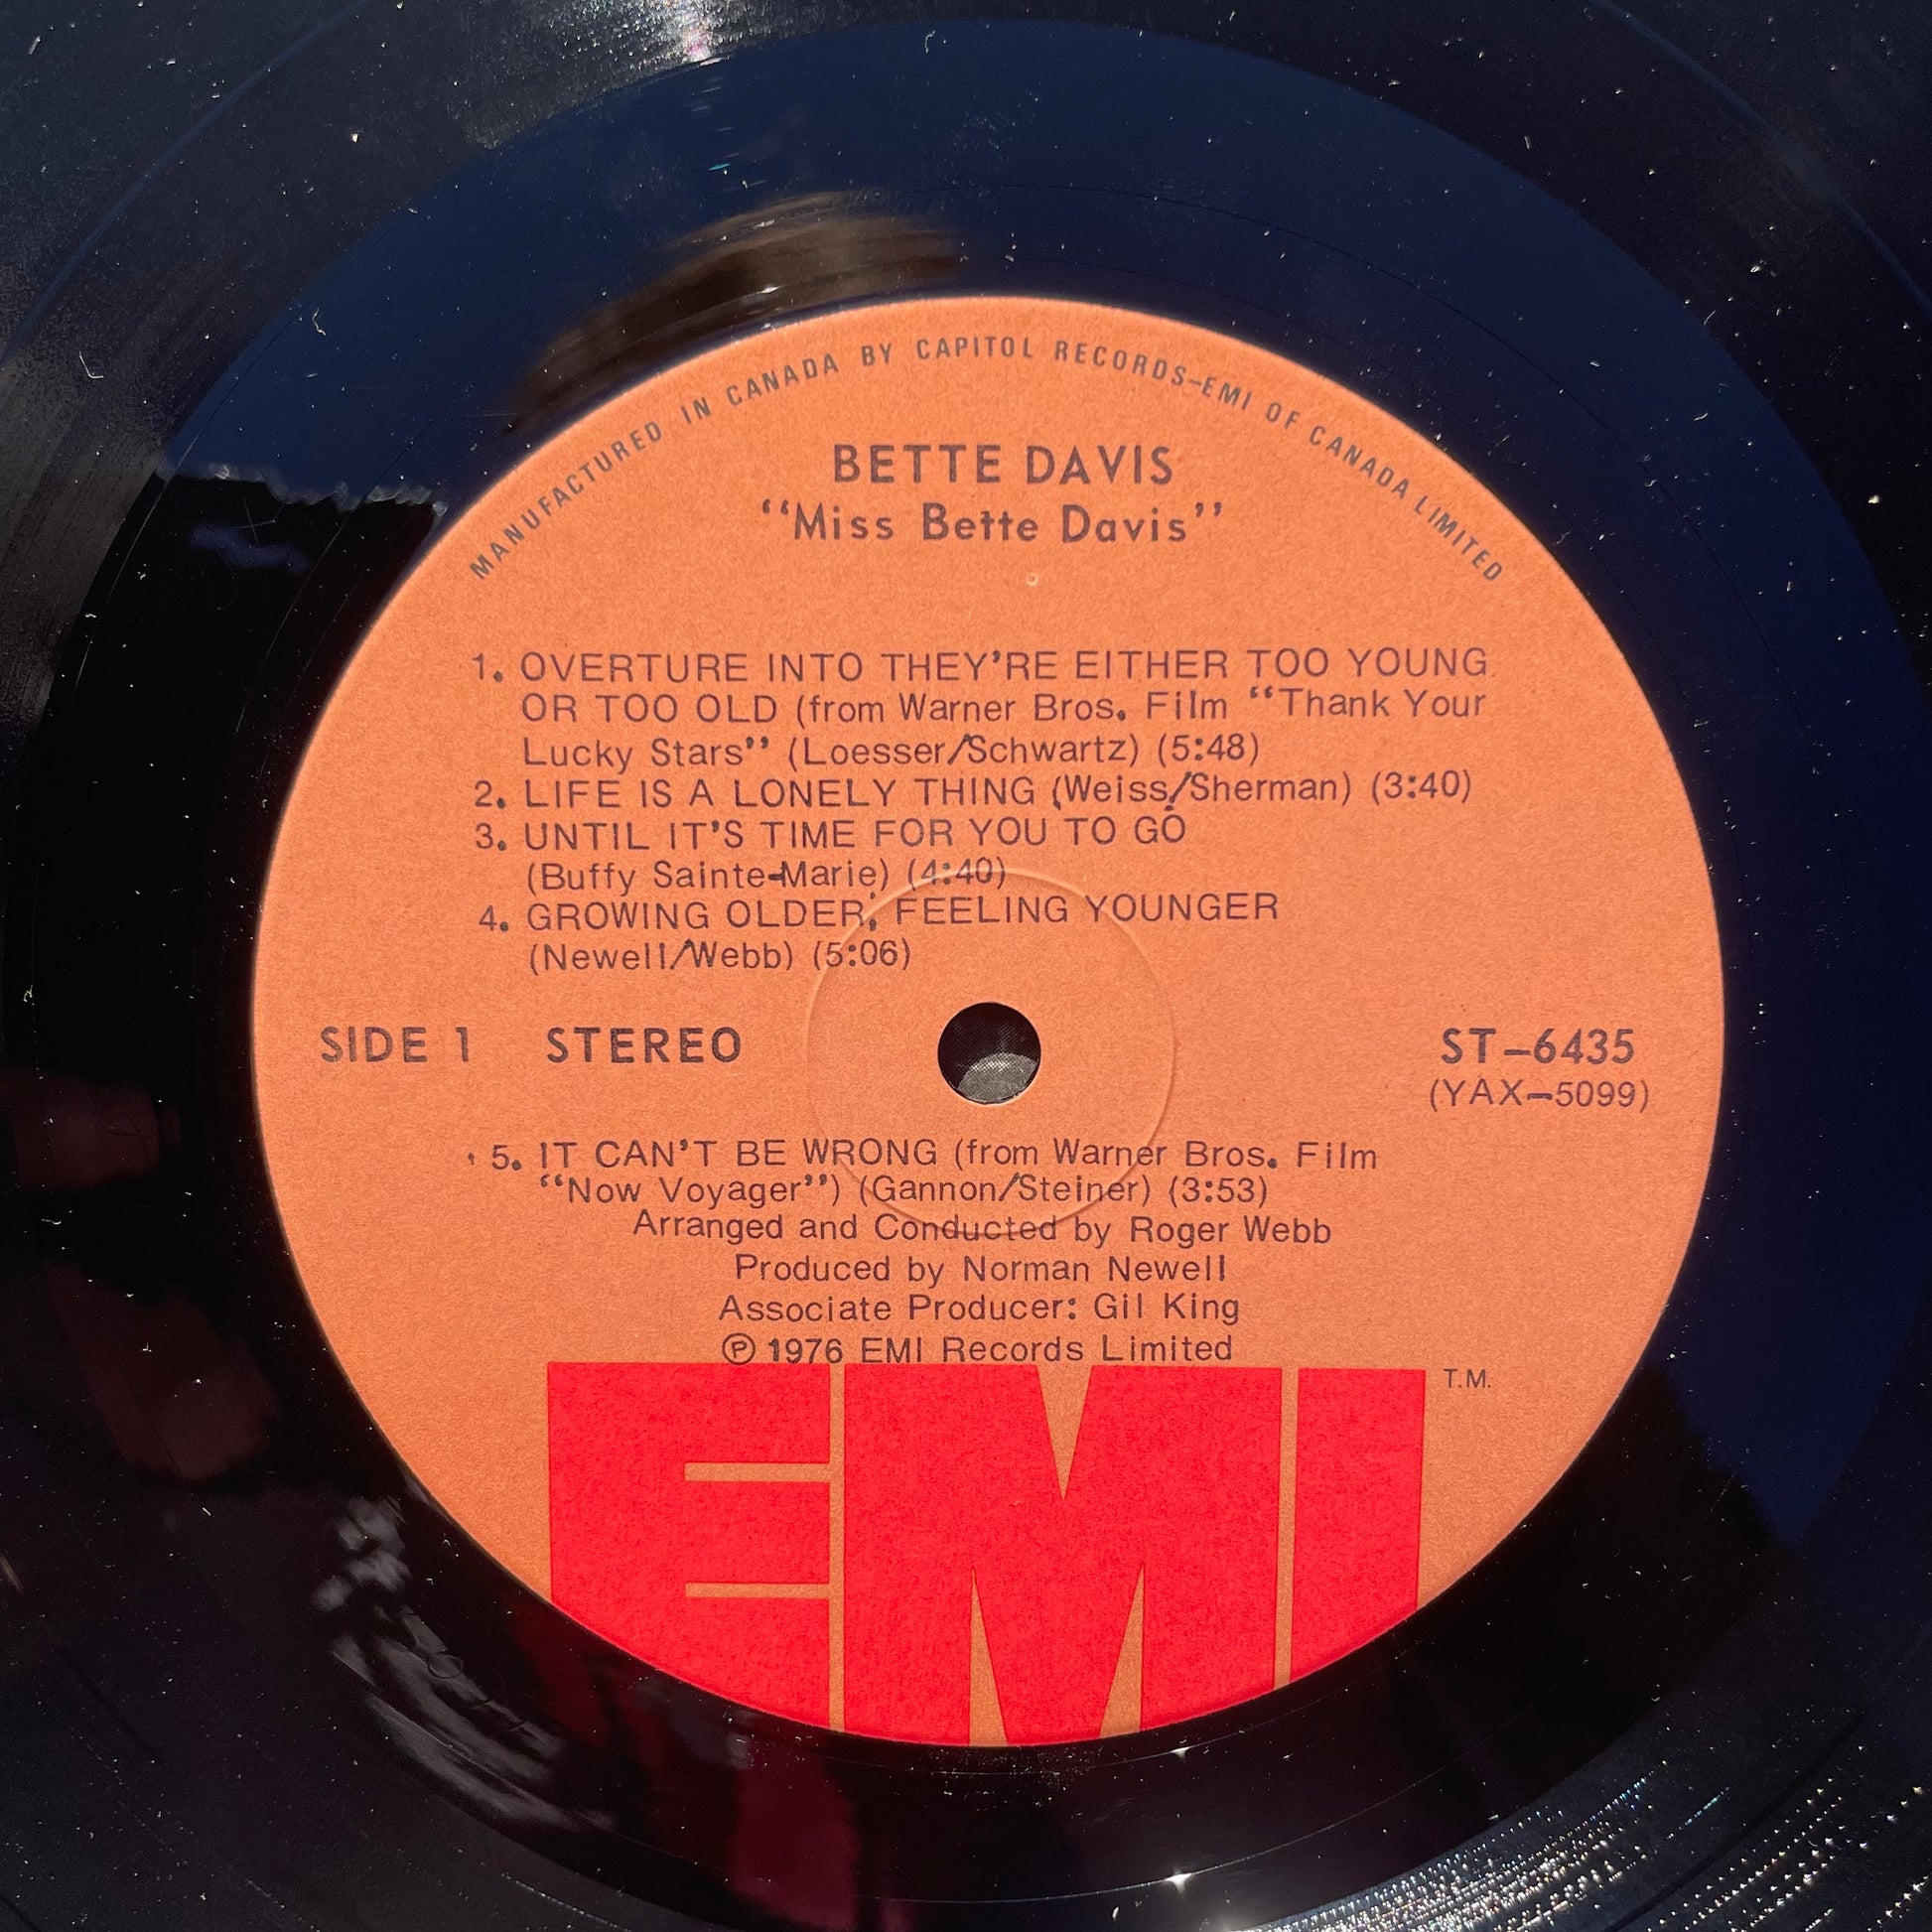 MANUFACTURED IN CANADA BY CAPITOL RECORDS–EMI OF CANADA LIMITED
BETTE DAVIS
“Miss Bette Davis”
1. OVERTURE INTO THEY’RE EITHER TOO YOUNG
OR TOO OLD (from Warner Bros. Film “Thank Your
Lucky Stars” (Loesser/Schwartz) (5:48)
2. LIFE IS A LONELY THING (Weiss/Sherman) (3:40)
3. UNTIL IT’S TIME FOR YOU TO GO
(Buffy Sainte-Marie) (4:40)
4. GROWING OLDER, FEELING YOUNGER
(Newell/Webb) (5:06)
SIDE 1 STEREO ST–6435
(YAX–5099)
5. IT CAN’T BE WRONG (from Warner Bros. Film
“Now Voyager”) (Gannon/Steiner) (3:53)
Arranged and Conducted by Roger Webb
Produced by Norman Newell
Associate Producer: Gil King
℗ 1976 EMI Records Limited
EMI T.M.